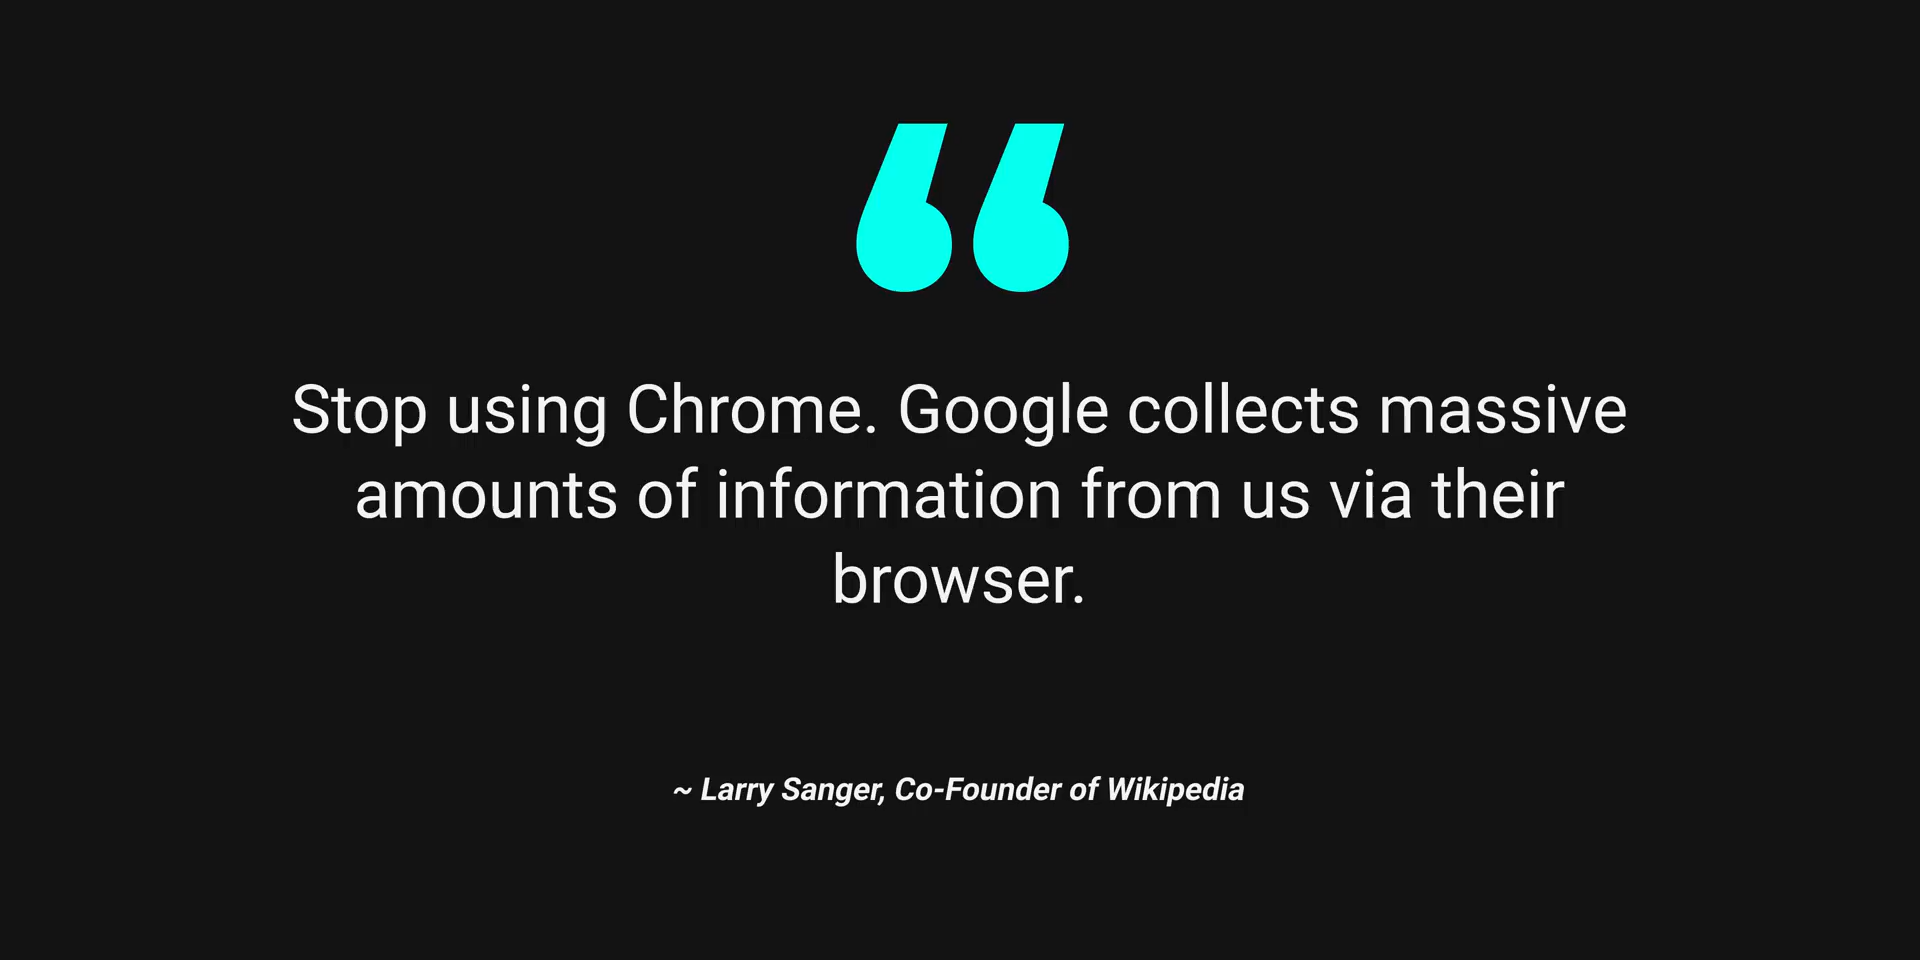 “
Stop using Chrome. Google collects massive
amounts of information from us via their
browser.
~ Larry Sanger, Co-Founder of Wikipedia